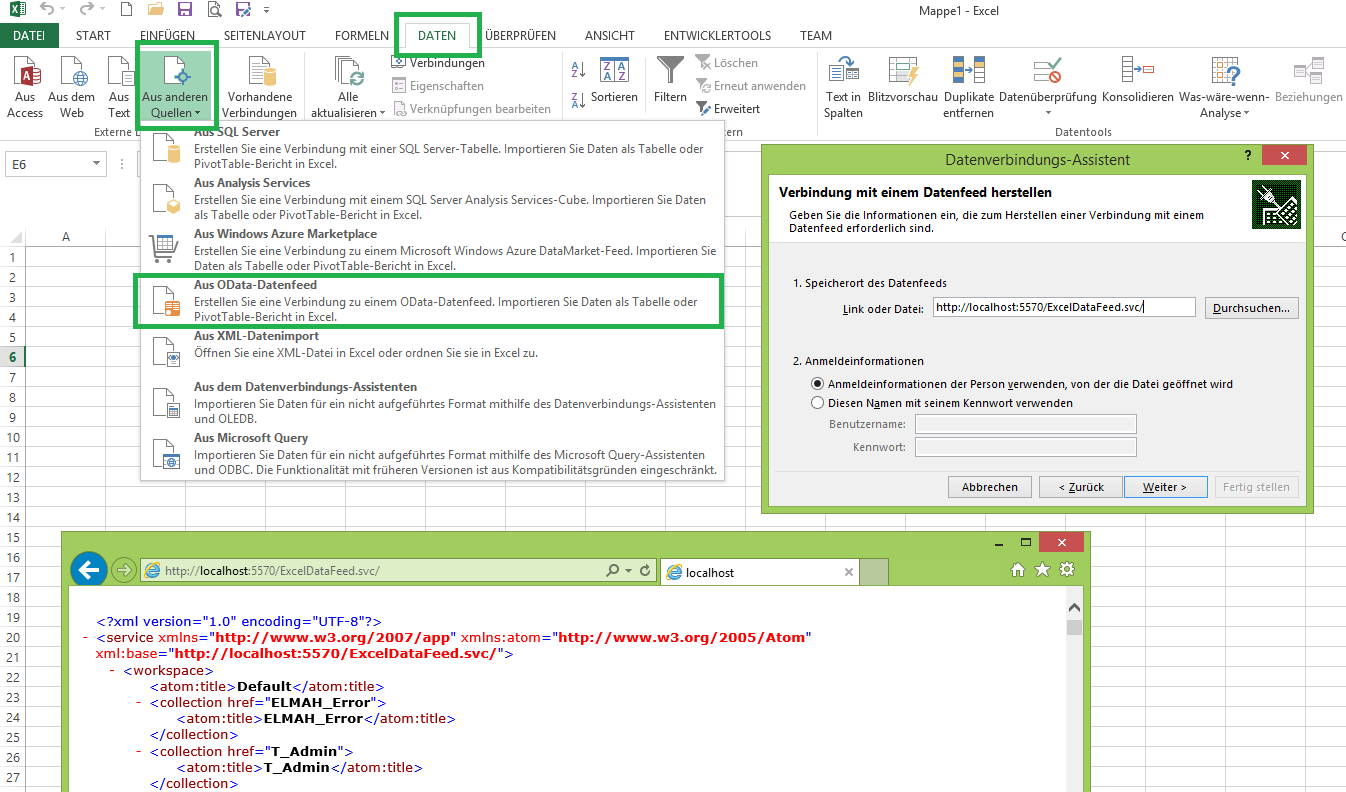 Mappe1 - Excel
DATEI START EINFÜGEN SEITENLAYOUT FORMELN DATEN ÜBERPRÜFEN ANSICHT ENTWICKLERTOOLS TEAM
Aus Access
Aus dem Web
Aus Text
Aus anderen Quellen
Vorhandene Verbindungen
Alle aktualisieren
Verbindungen
Eigenschaften
Verknüpfungen bearbeiten
Sortieren
Filtern
Löschen
Erneut anwenden
Erweitert
Text in Spalten
Blitzvorschau
Duplikate entfernen
Datenüberprüfung
Konsolidieren
Was-wäre-wenn-Analyse
Beziehungen
Externe
Datentools
E6
A
1
2
3
4
5
6
7
8
9
10
11
12
13
14
15
16
17
18
19
20
21
22
23
24
25
26
27
Aus SQL Server
Erstellen Sie eine Verbindung mit einer SQL Server-Tabelle. Importieren Sie Daten als Tabelle oder
PivotTable-Bericht in Excel.
Aus Analysis Services
Erstellen Sie eine Verbindung mit einem SQL Server Analysis Services-Cube. Importieren Sie Daten
als Tabelle oder PivotTable-Bericht in Excel.
Aus Windows Azure Marketplace
Erstellen Sie eine Verbindung zu einem Microsoft Windows Azure DataMarket-Feed. Importieren Sie
Daten als Tabelle oder PivotTable-Bericht in Excel.
Aus OData-Datenfeed
Erstellen Sie eine Verbindung zu einem OData-Datenfeed. Importieren Sie Daten als Tabelle oder
PivotTable-Bericht in Excel.
Aus XML-Datenimport
Öffnen Sie eine XML-Datei in Excel oder ordnen Sie sie in Excel zu.
Aus dem Datenverbindungs-Assistenten
Importieren Sie Daten für ein nicht aufgeführtes Format mithilfe des Datenverbindungs-Assistenten
und OLEDB.
Aus Microsoft Query
Importieren Sie Daten für ein nicht aufgeführtes Format mithilfe des Microsoft Query-Assistenten
und ODBC. Die Funktionalität mit früheren Versionen ist aus Kompatibilitätsgründen eingeschränkt.
Datenverbindungs-Assistent
?
Verbindung mit einem Datenfeed herstellen
Geben Sie die Informationen ein, die zum Herstellen einer Verbindung mit einem
Datenfeed erforderlich sind.
1. Speicherort des Datenfeeds
Link oder Datei: http://localhost:5570/ExcelDataFeed.svc/ Durchsuchen...
2. Anmeldeinformationen
Anmeldeinformationen der Person verwenden, von der die Datei geöffnet wird
Diesen Namen mit seinem Kennwort verwenden
Benutzername:
Kennwort:
Abbrechen < Zurück Weiter > Fertig stellen
http://localhost:5570/ExcelDataFeed.svc/ localhost
<?xml version="1.0" encoding="UTF-8"?>
- <service xmlns="http://www.w3.org/2007/app" xmlns:atom="http://www.w3.org/2005/Atom"
xml:base="http://localhost:5570/ExcelDataFeed.svc/">
- <workspace>
<atom:title>Default</atom:title>
- <collection href="ELMAH_Error">
<atom:title>ELMAH_Error</atom:title>
</collection>
- <collection href="T_Admin">
<atom:title>T_Admin</atom:title>
</collection>